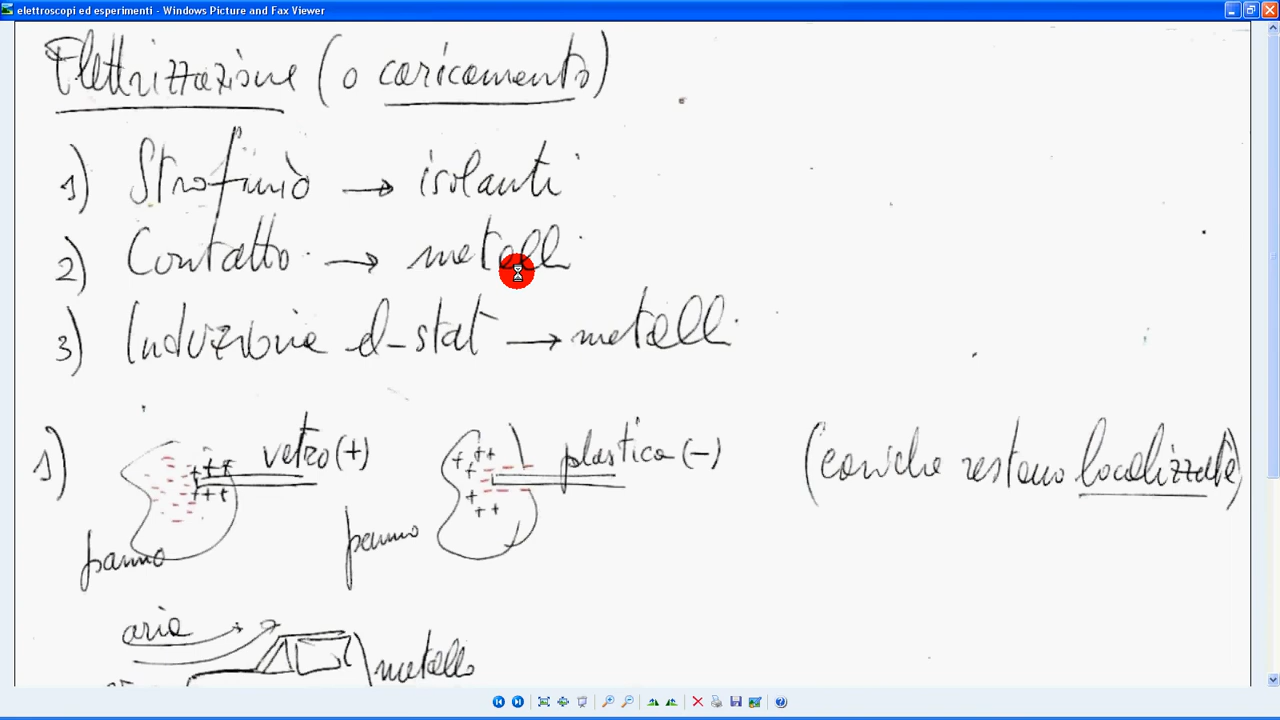 elettroscopi ed esperimenti - Windows Picture and Fax Viewer
Elettrizzazione (o caricamento)
1) Strofinìo → isolanti
2) Contatto → metalli
3) Induzione el-stat → metalli
1) +++ +++ vetro (+) panno
+ ++ + + ++ plastica (-) panno
(cariche restano localizzate)
aria
metallo